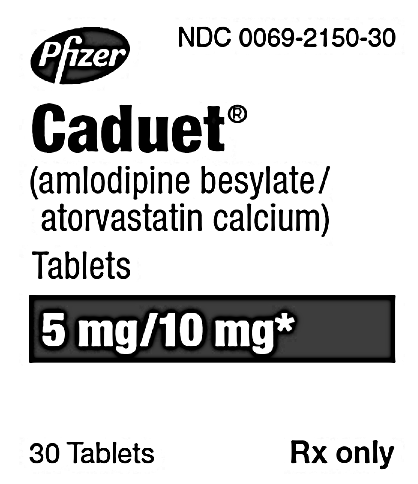 Pfizer
NDC 0069-2150-30
Caduet®
(amlodipine besylate/
atorvastatin calcium)
Tablets
5 mg/10 mg*
30 Tablets
Rx only